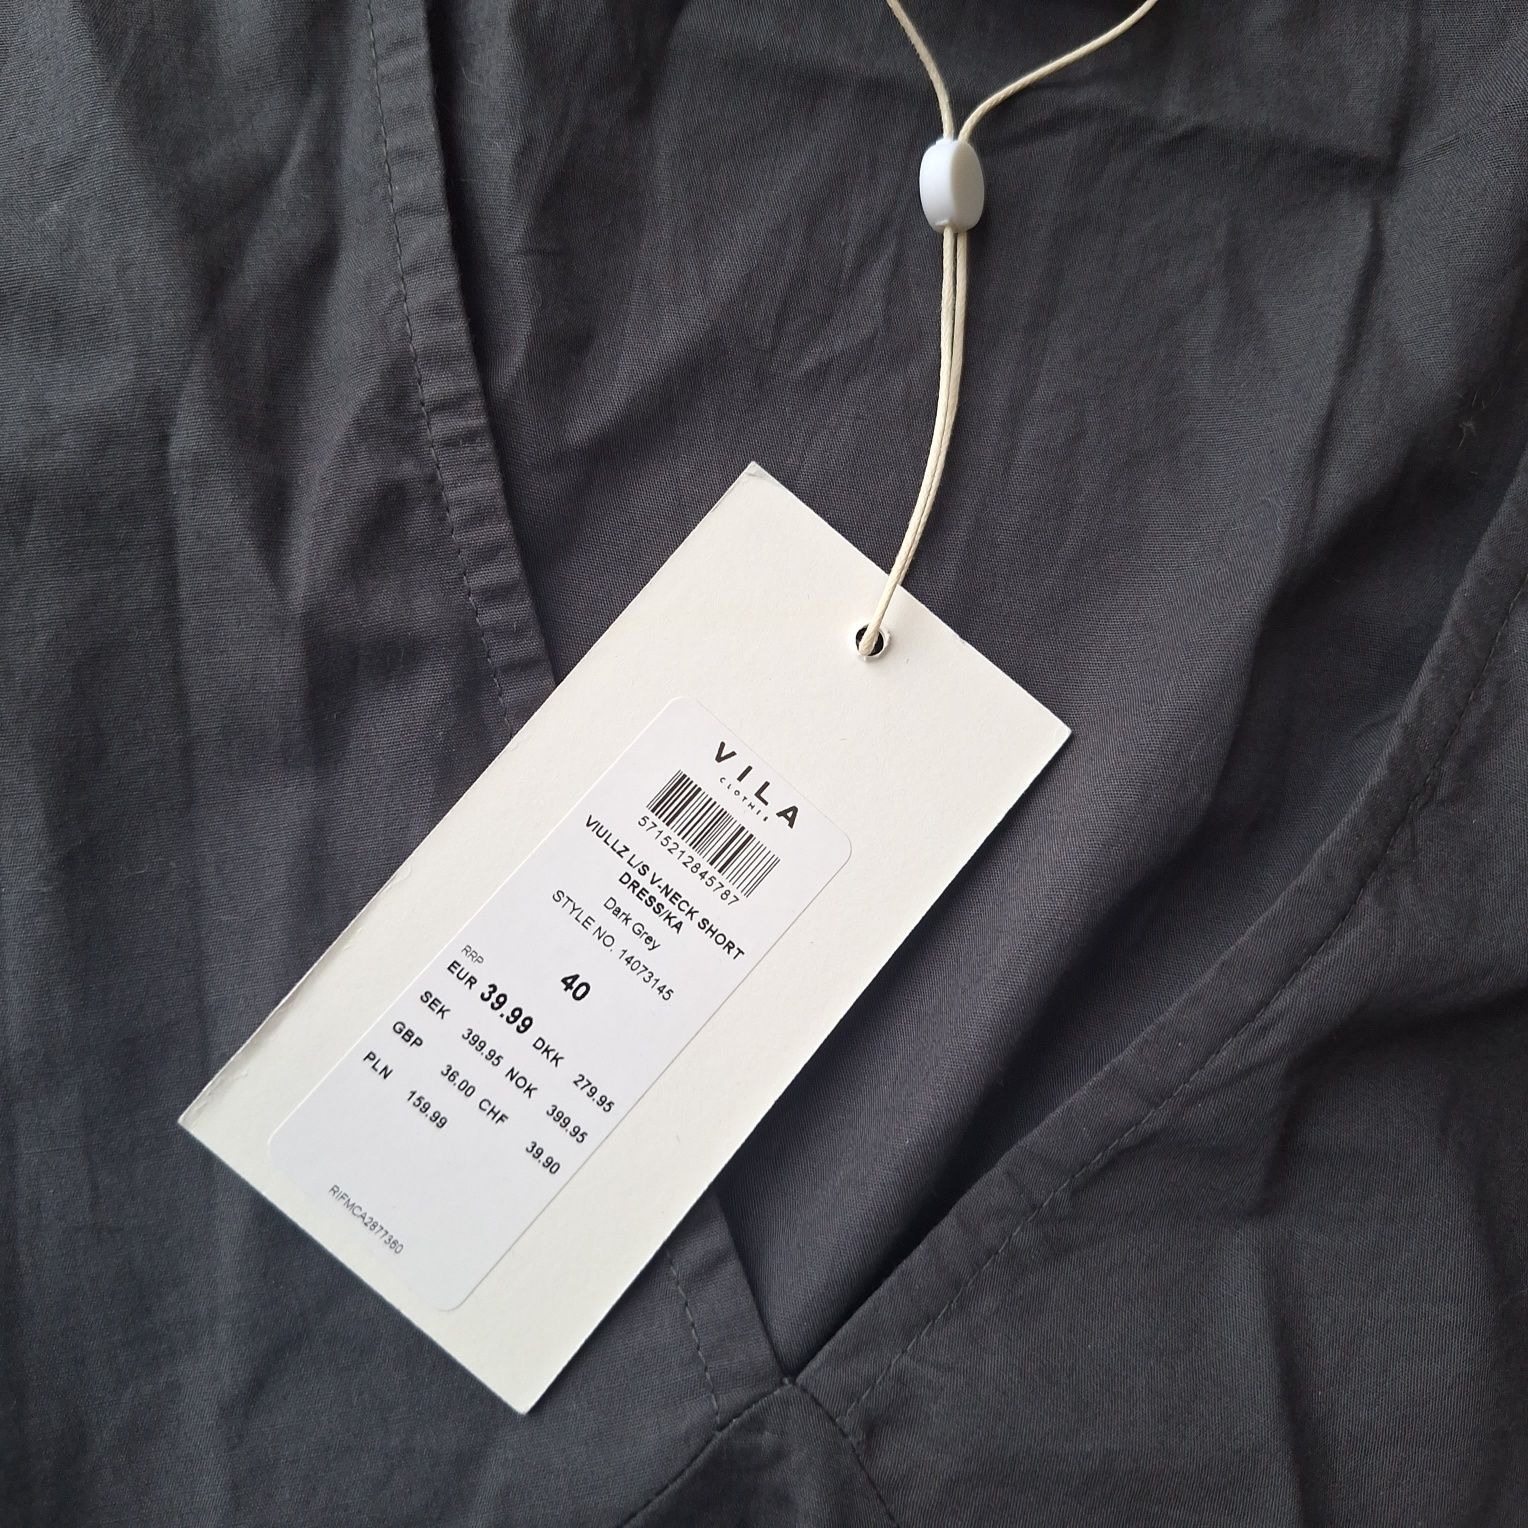 VILA
CLOTHES
5715212845787
VIULLZ L/S V-NECK SHORT
DRESS/KA
Dark Grey
STYLE NO. 14073145
40
RRP
EUR 39.99 DKK 279.95
SEK 399.95 NOK 399.95
GBP 36.00 CHF 39.90
PLN 159.99
RIFMCA2877360